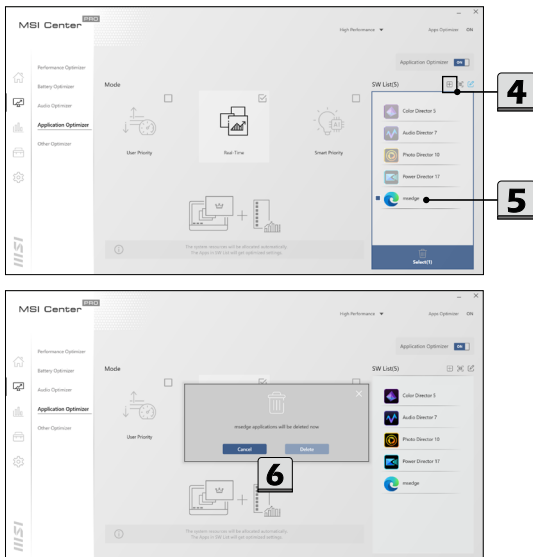 MSI Center PRO
High Performance
Apps Optimizer ON
Performance Optimizer
Battery Optimizer
Audio Optimizer
Application Optimizer
Other Optimizer
Application Optimizer ON
Mode
User Priority
Real-Time
Smart Priority
AI
The system resources will be allocated automatically.
The Apps in SW List will get optimized settings.
SW List(5)
Color Director 5
Audio Director 7
Photo Director 10
Power Director 17
msedge
Select(1)
4
5
msi
MSI Center PRO
High Performance
Apps Optimizer ON
Performance Optimizer
Battery Optimizer
Audio Optimizer
Application Optimizer
Other Optimizer
Application Optimizer ON
Mode
User Priority
msedge applications will be deleted now
Cancel
Delete
6
The system resources will be allocated automatically.
The Apps in SW List will get optimized settings.
SW List(5)
Color Director 5
Audio Director 7
Photo Director 10
Power Director 17
msedge
msi